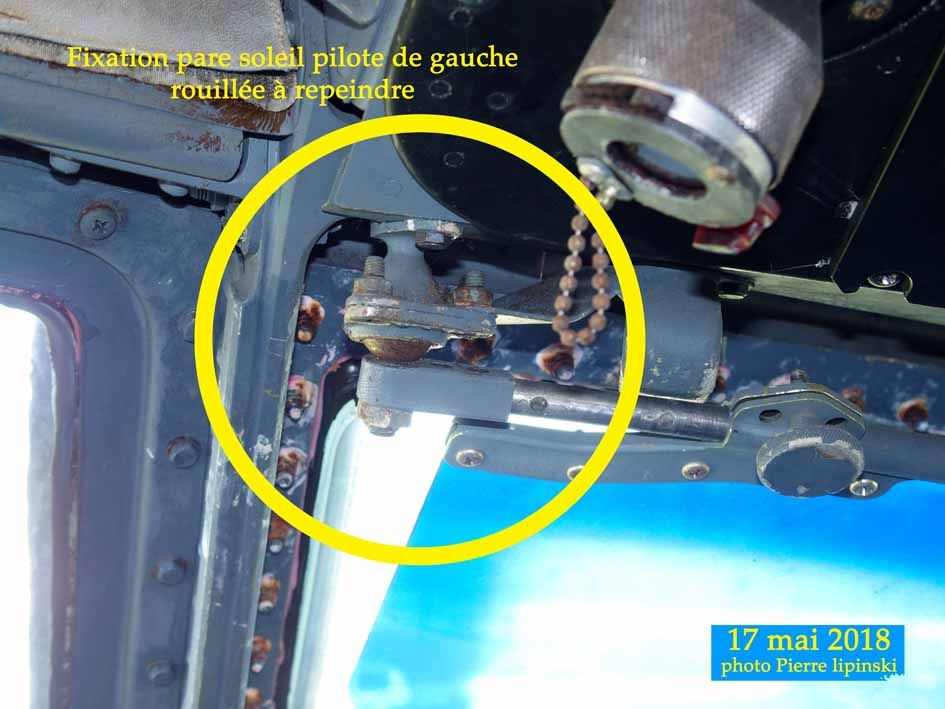 Fixation pare soleil pilote de gauche
rouillée à repeindre
17 mai 2018
photo Pierre lipinski